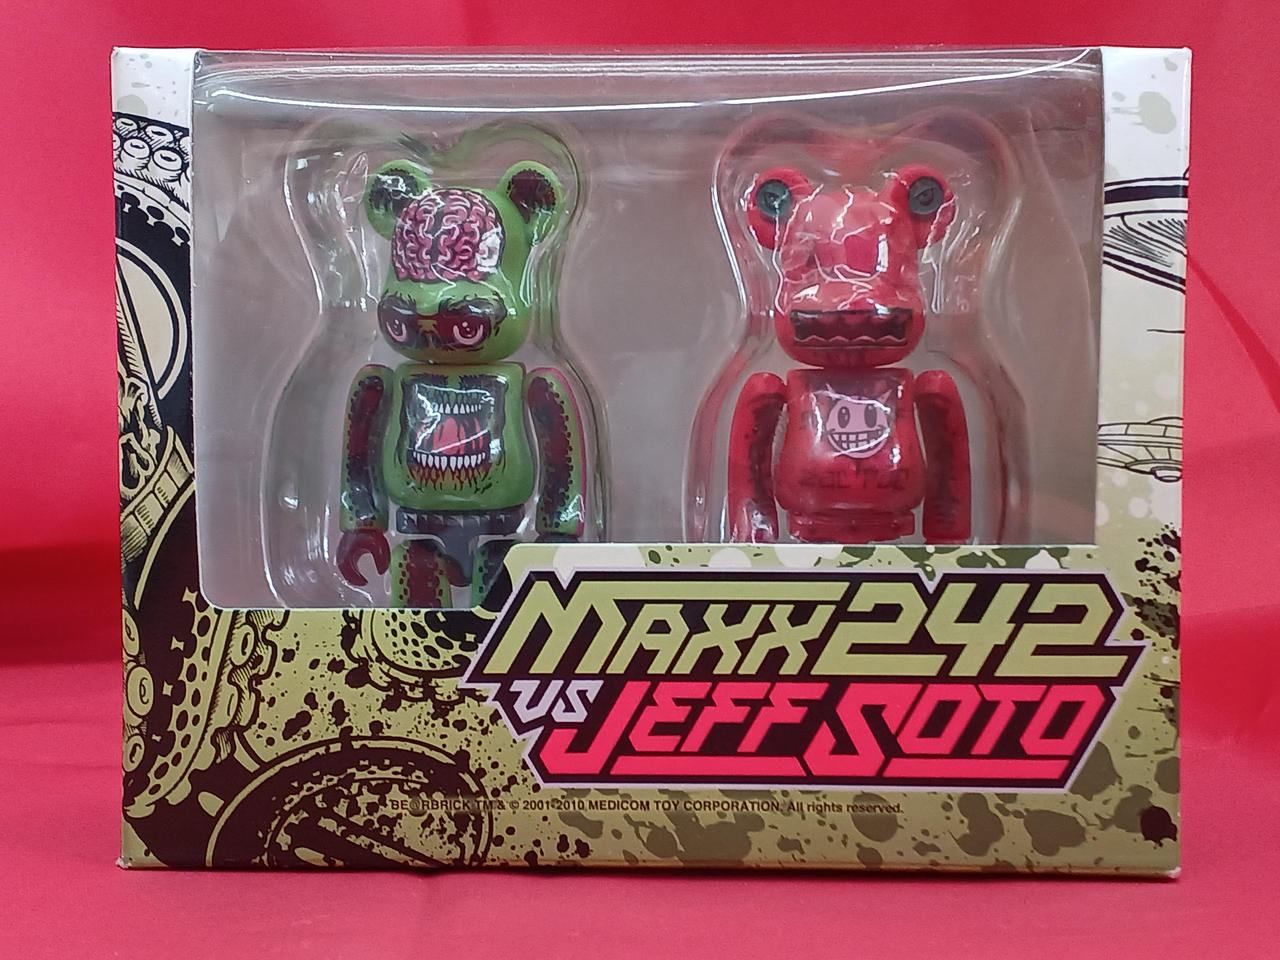 MAXX242
VS JEFF SOTO
BE@RBRICK TM & © 2001-2010 MEDICOM TOY CORPORATION. All rights reserved.